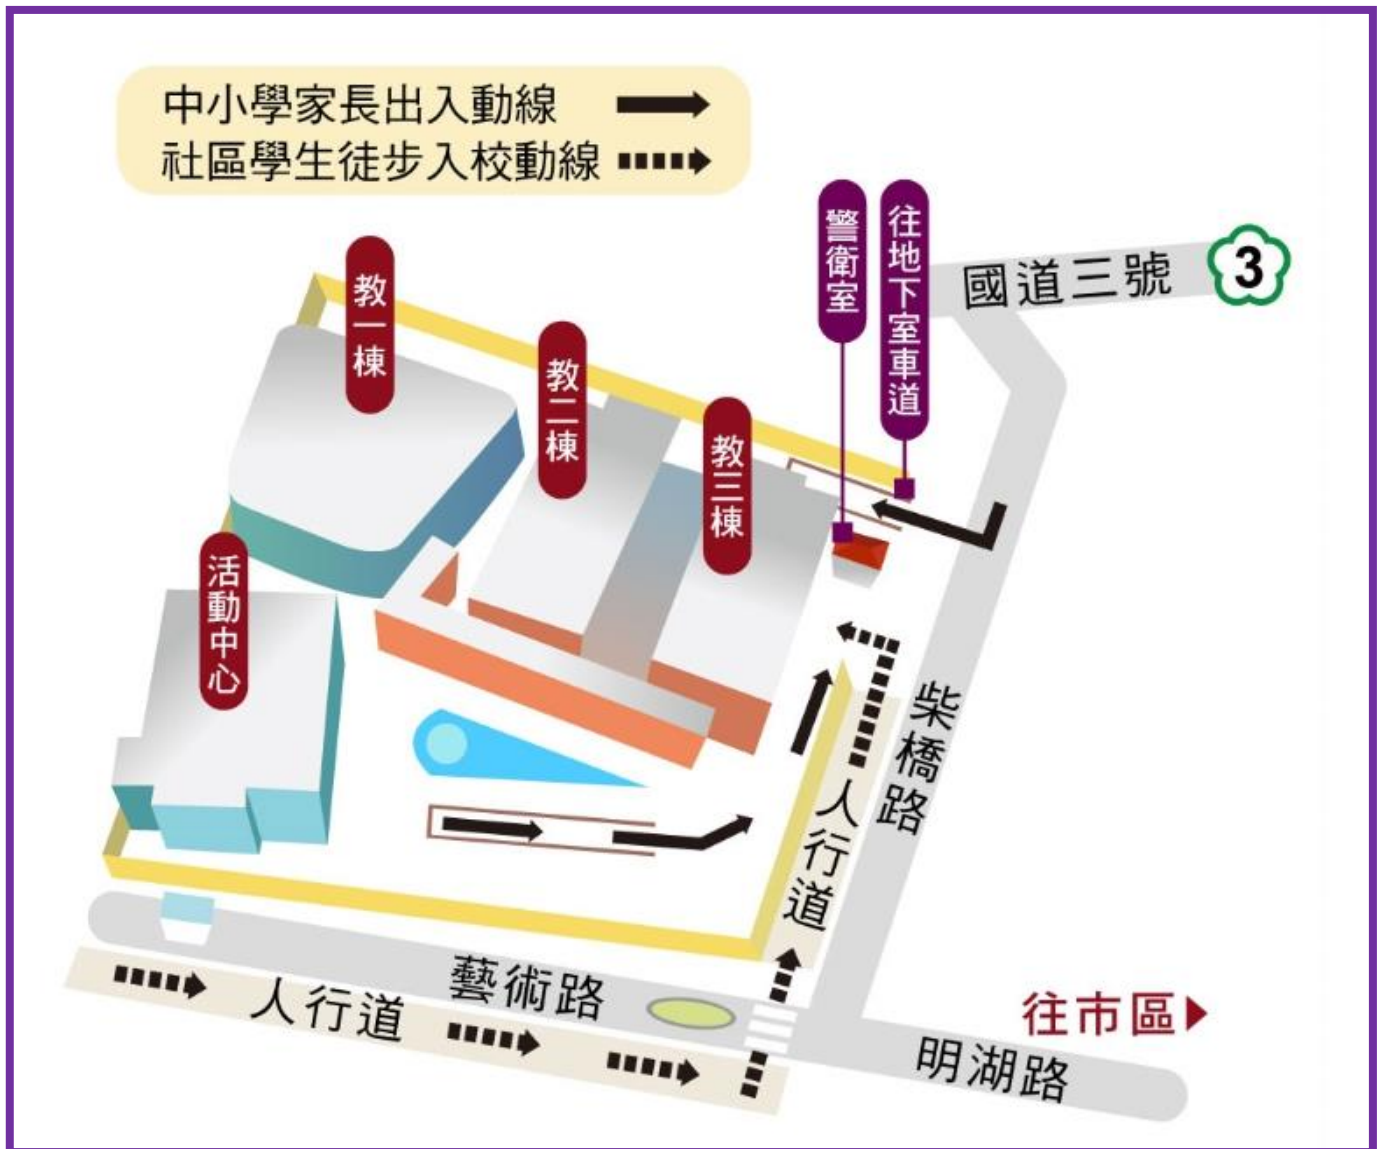 中小學家長出入動線
社區學生徒步入校動線
警衛室
往地下室車道
國道三號
3
教一棟
教二棟
教三棟
活動中心
柴橋路
人行道
藝術路
人行道
往市區
明湖路